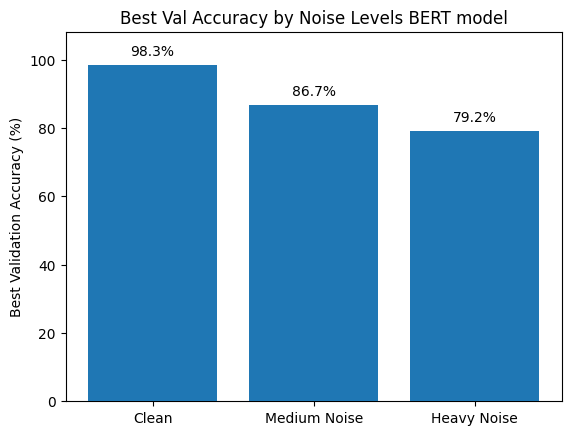 Best Val Accuracy by Noise Levels BERT model
Best Validation Accuracy (%)
100
80
60
40
20
0
98.3%
86.7%
79.2%
Clean
Medium Noise
Heavy Noise